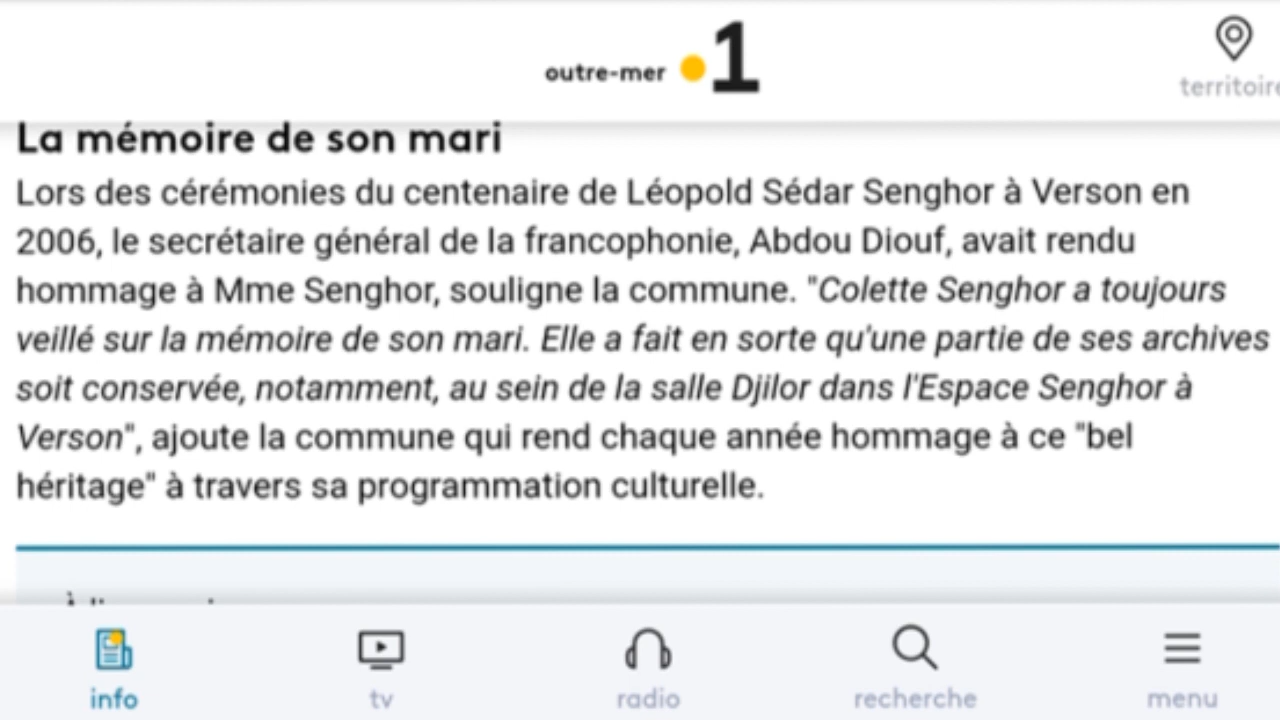 outre-mer 1
territoire
La mémoire de son mari
Lors des cérémonies du centenaire de Léopold Sédar Senghor à Verson en
2006, le secrétaire général de la francophonie, Abdou Diouf, avait rendu
hommage à Mme Senghor, souligne la commune. "Colette Senghor a toujours
veillé sur la mémoire de son mari. Elle a fait en sorte qu'une partie de ses archives
soit conservée, notamment, au sein de la salle Djilor dans l'Espace Senghor à
Verson", ajoute la commune qui rend chaque année hommage à ce "bel
héritage" à travers sa programmation culturelle.
info tv radio recherche menu